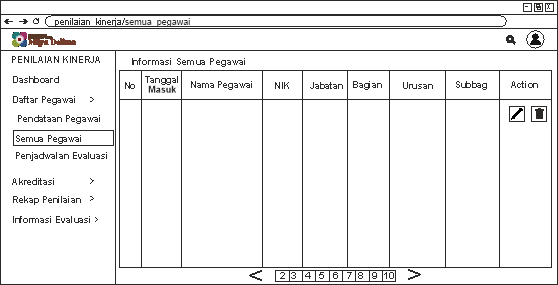 penilaian_kinerja/semua_pegawai
PENILAIAN KINERJA
Informasi Semua Pegawai
Dashboard
Daftar Pegawai >
Pendataan Pegawai
Semua Pegawai
Penjadwalan Evaluasi
Akreditasi >
Rekap Penilaian >
Informasi Evaluasi >
No
Tanggal
Masuk
Nama Pegawai
NIK
Jabatan
Bagian
Urusan
Subbag
Action
< 2 3 4 5 6 7 8 9 10 >